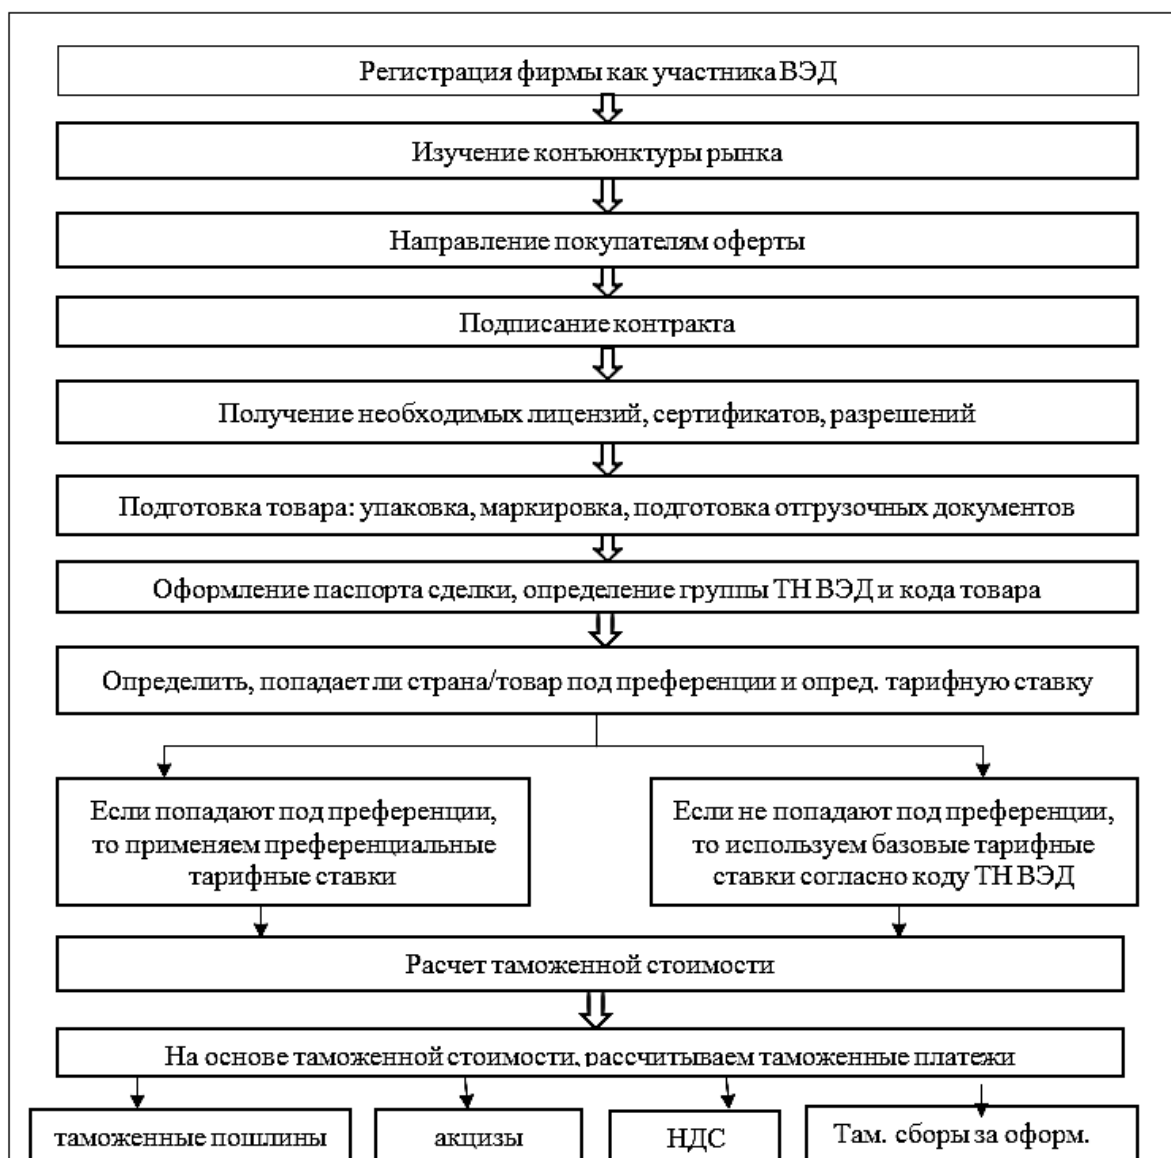 Регистрация фирмы как участника ВЭД
Изучение конъюнктуры рынка
Направление покупателям оферты
Подписание контракта
Получение необходимых лицензий, сертификатов, разрешений
Подготовка товара: упаковка, маркировка, подготовка отгрузочных документов
Оформление паспорта сделки, определение группы ТН ВЭД и кода товара
Определить, попадает ли страна/товар под преференции и опред. тарифную ставку
Если попадают под преференции,
то применяем преференциальные
тарифные ставки
Если не попадают под преференции,
то используем базовые тарифные
ставки согласно коду ТН ВЭД
Расчет таможенной стоимости
На основе таможенной стоимости, рассчитываем таможенные платежи
таможенные пошлины
акцизы
НДС
Там. сборы за оформ.